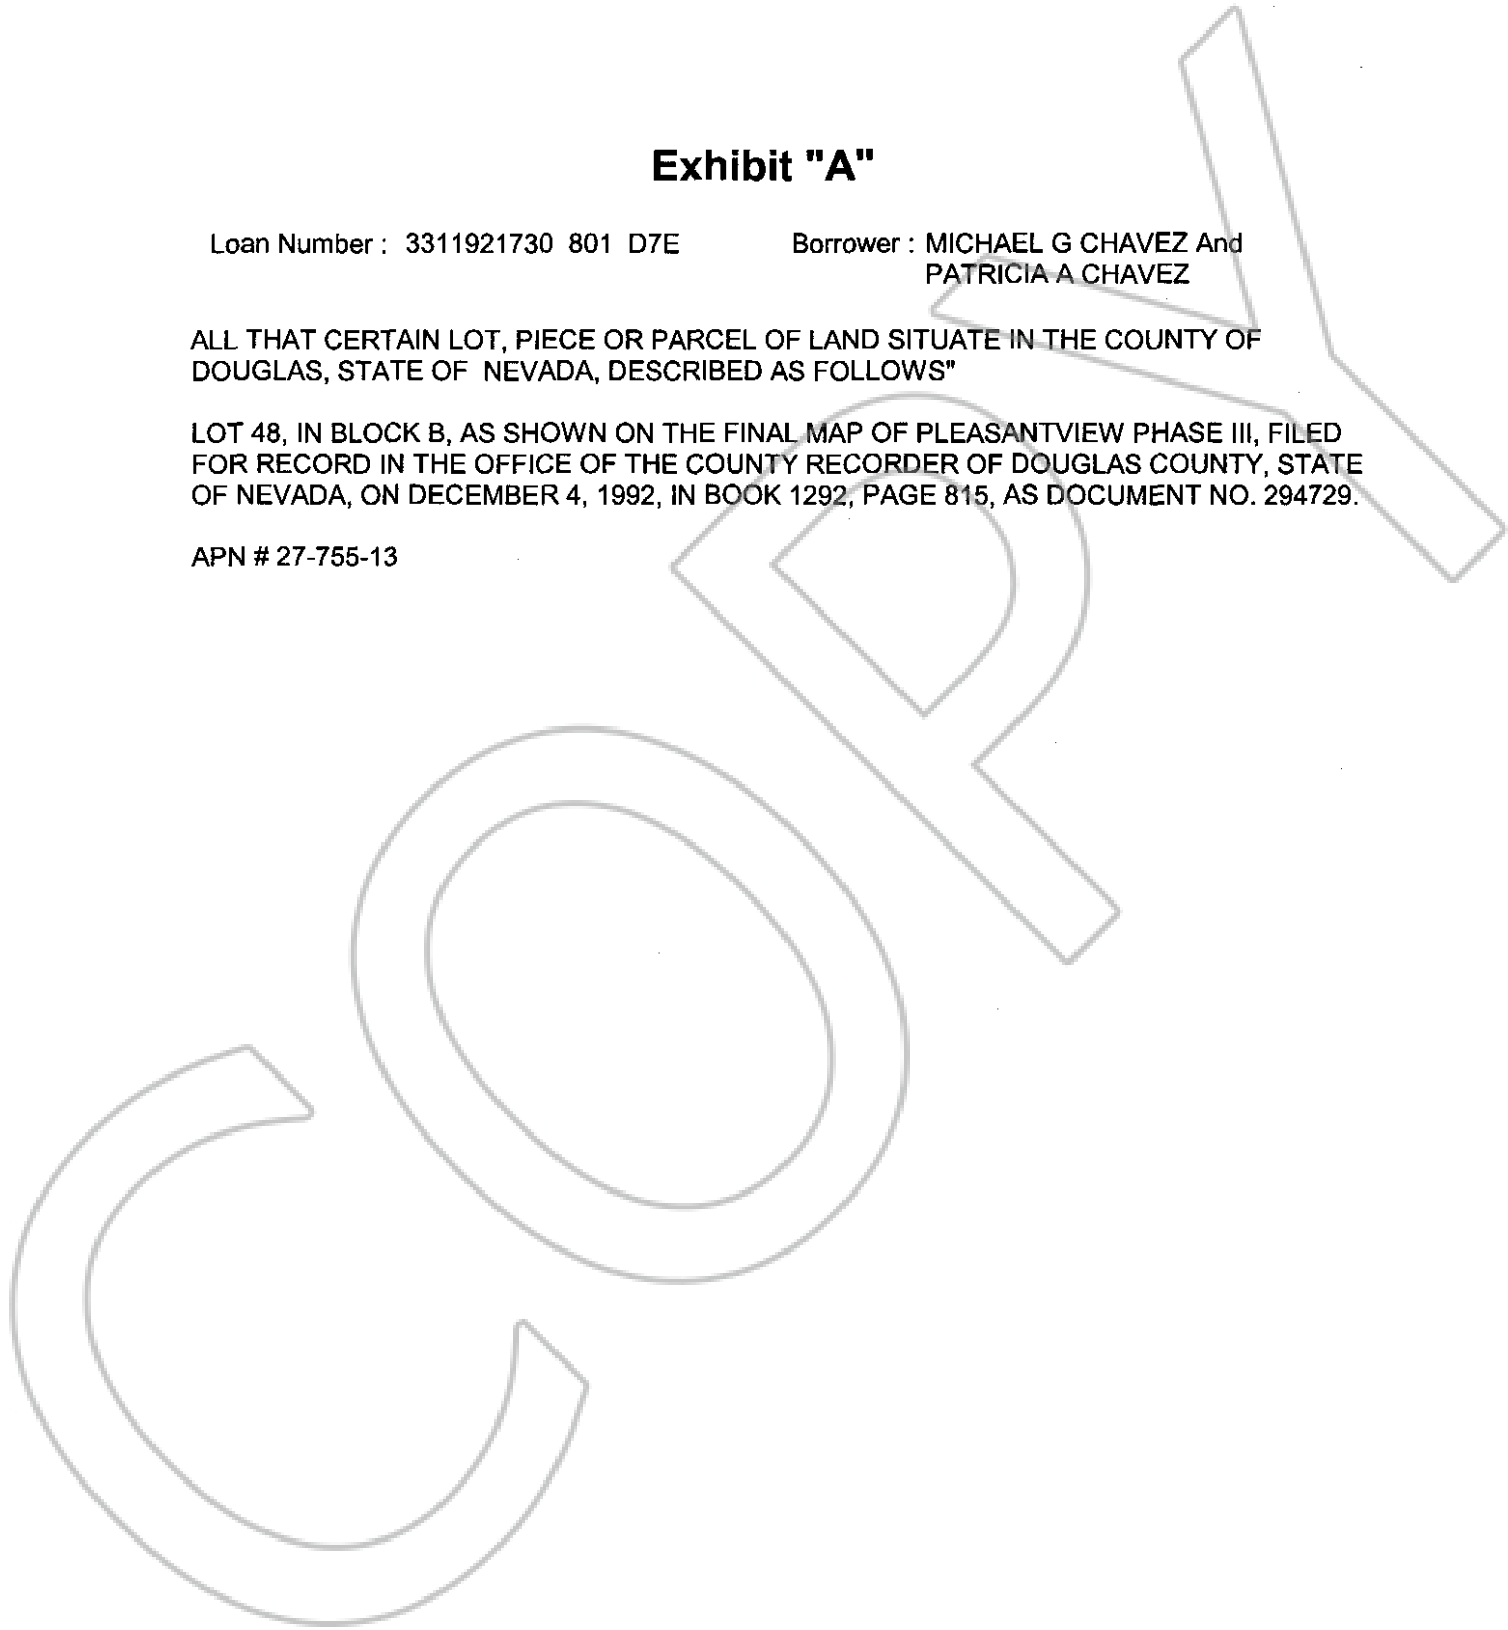 Exhibit "A"
Loan Number : 3311921730 801 D7E Borrower : MICHAEL G CHAVEZ And
PATRICIA A CHAVEZ
ALL THAT CERTAIN LOT, PIECE OR PARCEL OF LAND SITUATE IN THE COUNTY OF
DOUGLAS, STATE OF NEVADA, DESCRIBED AS FOLLOWS"
LOT 48, IN BLOCK B, AS SHOWN ON THE FINAL MAP OF PLEASANTVIEW PHASE III, FILED
FOR RECORD IN THE OFFICE OF THE COUNTY RECORDER OF DOUGLAS COUNTY, STATE
OF NEVADA, ON DECEMBER 4, 1992, IN BOOK 1292, PAGE 815, AS DOCUMENT NO. 294729.
APN # 27-755-13
COPY